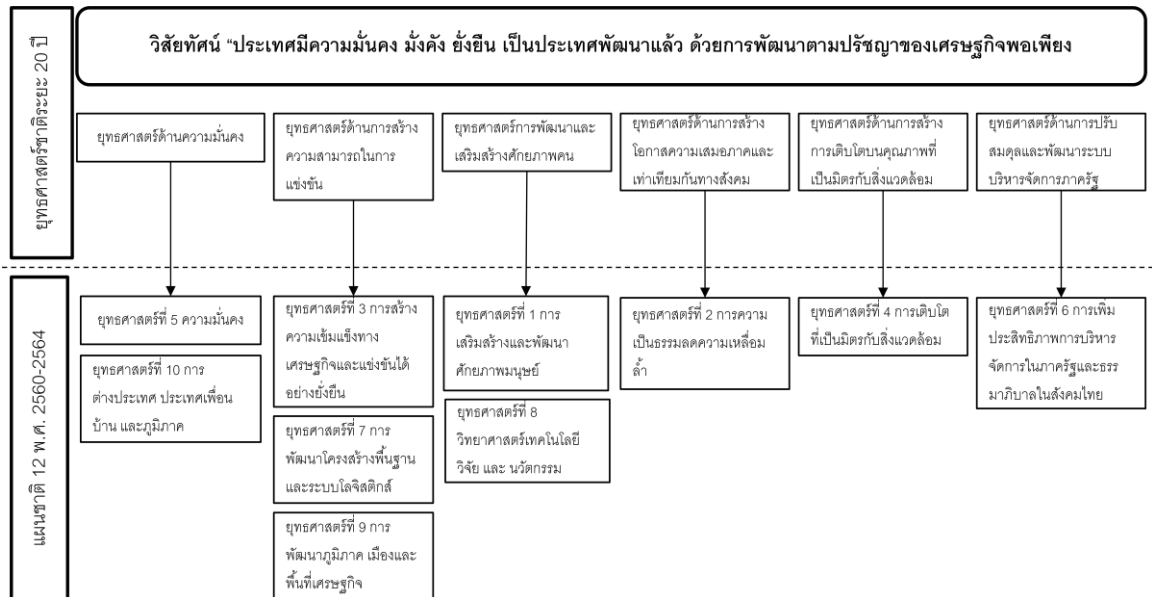 ยุทธศาสตร์ชาติระยะ 20 ปี
วิสัยทัศน์ “ประเทศมีความมั่นคง มั่งคัง ยั่งยืน เป็นประเทศพัฒนาแล้ว ด้วยการพัฒนาตามปรัชญาของเศรษฐกิจพอเพียง
ยุทธศาสตร์ด้านความมั่นคง
ยุทธศาสตร์ด้านการสร้าง
ความสามารถในการ
แข่งขัน
ยุทธศาสตร์การพัฒนาและ
เสริมสร้างศักยภาพคน
ยุทธศาสตร์ด้านการสร้าง
โอกาสความเสมอภาคและ
เท่าเทียมกันทางสังคม
ยุทธศาสตร์ด้านการสร้าง
การเติบโตบนคุณภาพที่
เป็นมิตรกับสิ่งแวดล้อม
ยุทธศาสตร์ด้านการปรับ
สมดุลและพัฒนาระบบ
บริหารจัดการภาครัฐ
แผนชาติ 12 พ.ศ. 2560-2564
ยุทธศาสตร์ที่ 5 ความมั่นคง
ยุทธศาสตร์ที่ 10 การ
ต่างประเทศ ประเทศเพื่อน
บ้าน และภูมิภาค
ยุทธศาสตร์ที่ 3 การสร้าง
ความเข้มแข็งทาง
เศรษฐกิจและแข่งขันได้
อย่างยั่งยืน
ยุทธศาสตร์ที่ 7 การ
พัฒนาโครงสร้างพื้นฐาน
และระบบโลจิสติกส์
ยุทธศาสตร์ที่ 9 การ
พัฒนาภูมิภาค เมืองและ
พื้นที่เศรษฐกิจ
ยุทธศาสตร์ที่ 1 การ
เสริมสร้างและพัฒนา
ศักยภาพมนุษย์
ยุทธศาสตร์ที่ 8
วิทยาศาสตร์เทคโนโลยี
วิจัย และ นวัตกรรม
ยุทธศาสตร์ที่ 2 การความ
เป็นธรรมลดความเหลื่อม
ล้ำ
ยุทธศาสตร์ที่ 4 การเติบโต
ที่เป็นมิตรกับสิ่งแวดล้อม
ยุทธศาสตร์ที่ 6 การเพิ่ม
ประสิทธิภาพการบริหาร
จัดการในภาครัฐและธรร
มาภิบาลในสังคมไทย